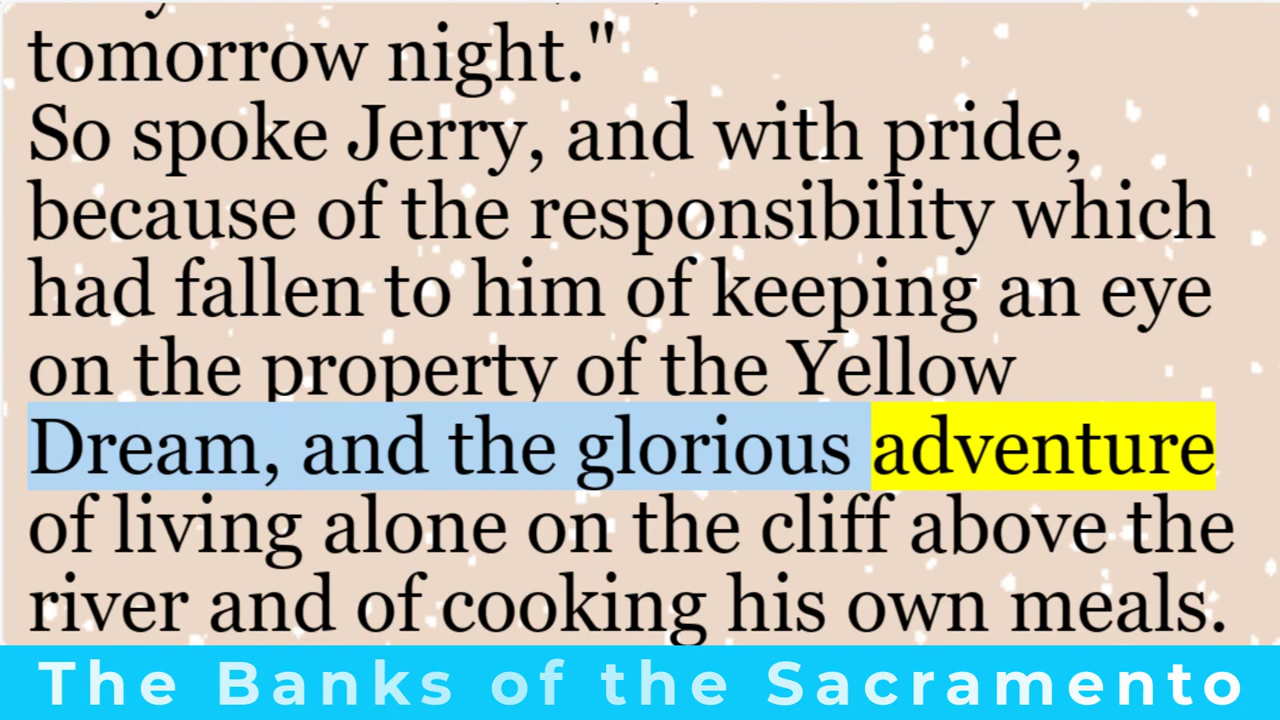 tomorrow night."
So spoke Jerry, and with pride,
because of the responsibility which
had fallen to him of keeping an eye
on the property of the Yellow
Dream, and the glorious adventure
of living alone on the cliff above the
river and of cooking his own meals.
The Banks of the Sacramento